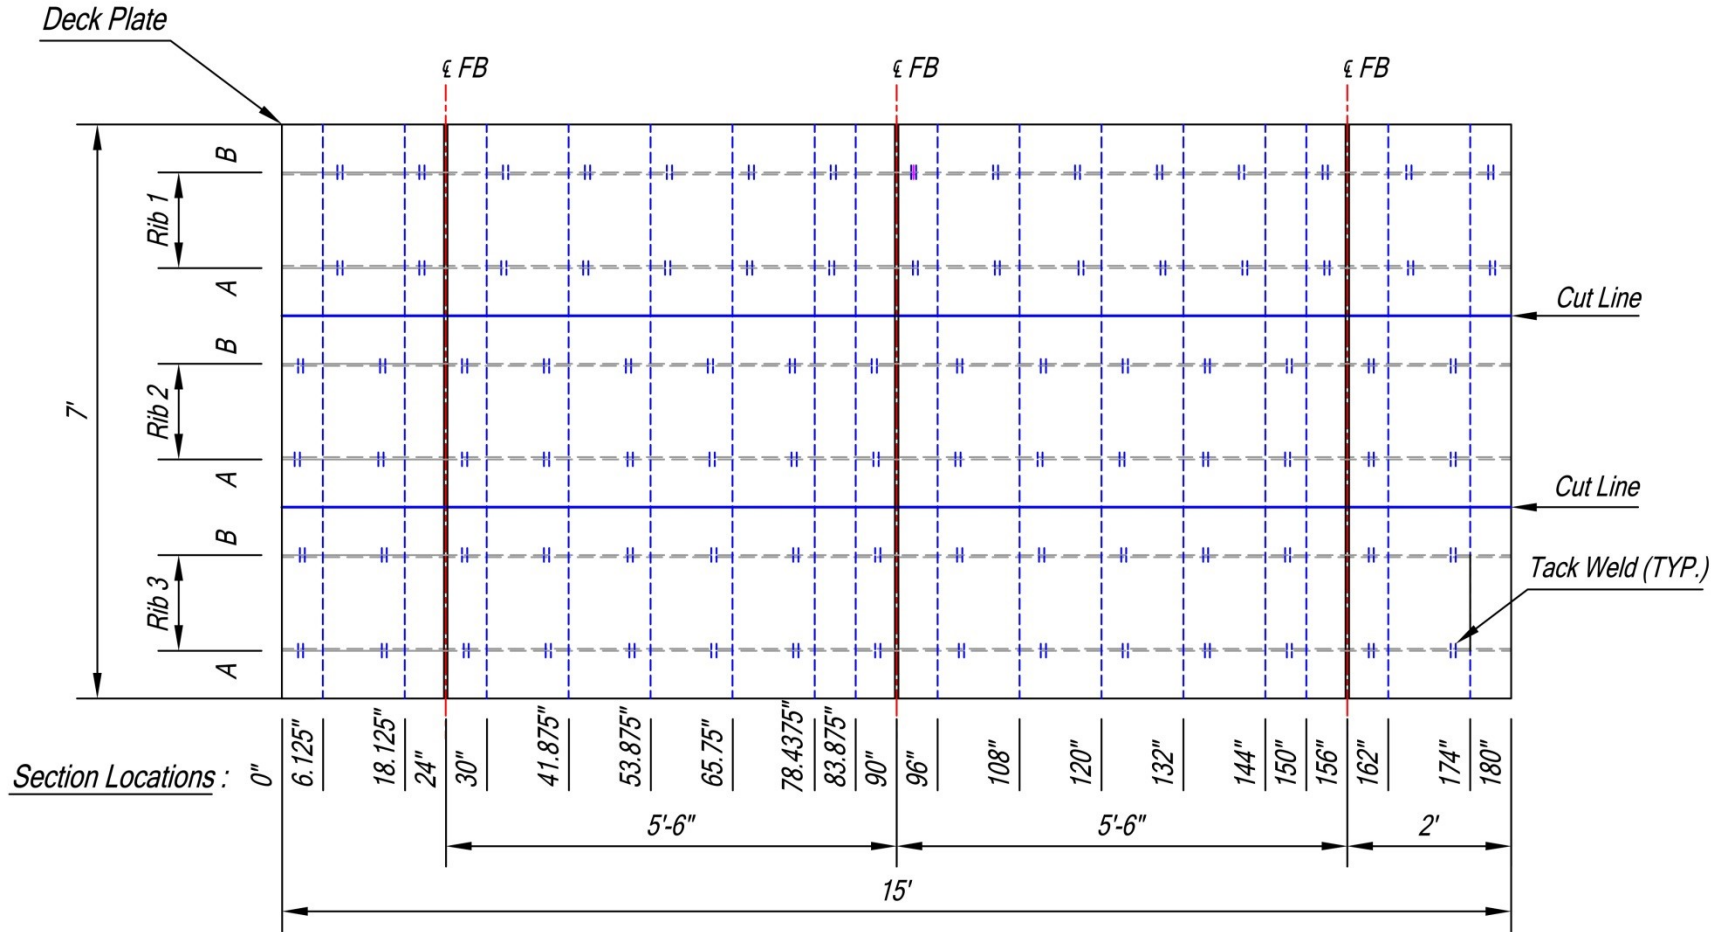 Deck Plate
℄ FB
℄ FB
℄ FB
B
Rib 1
A
Cut Line
B
Rib 2
7'
A
Cut Line
B
Rib 3
Tack Weld (TYP.)
A
Section Locations :
0"
6.125"
18.125"
24"
30"
41.875"
53.875"
65.75"
78.4375"
83.875"
90"
96"
108"
120"
132"
144"
150"
156"
162"
174"
180"
5'-6"
5'-6"
2'
15'